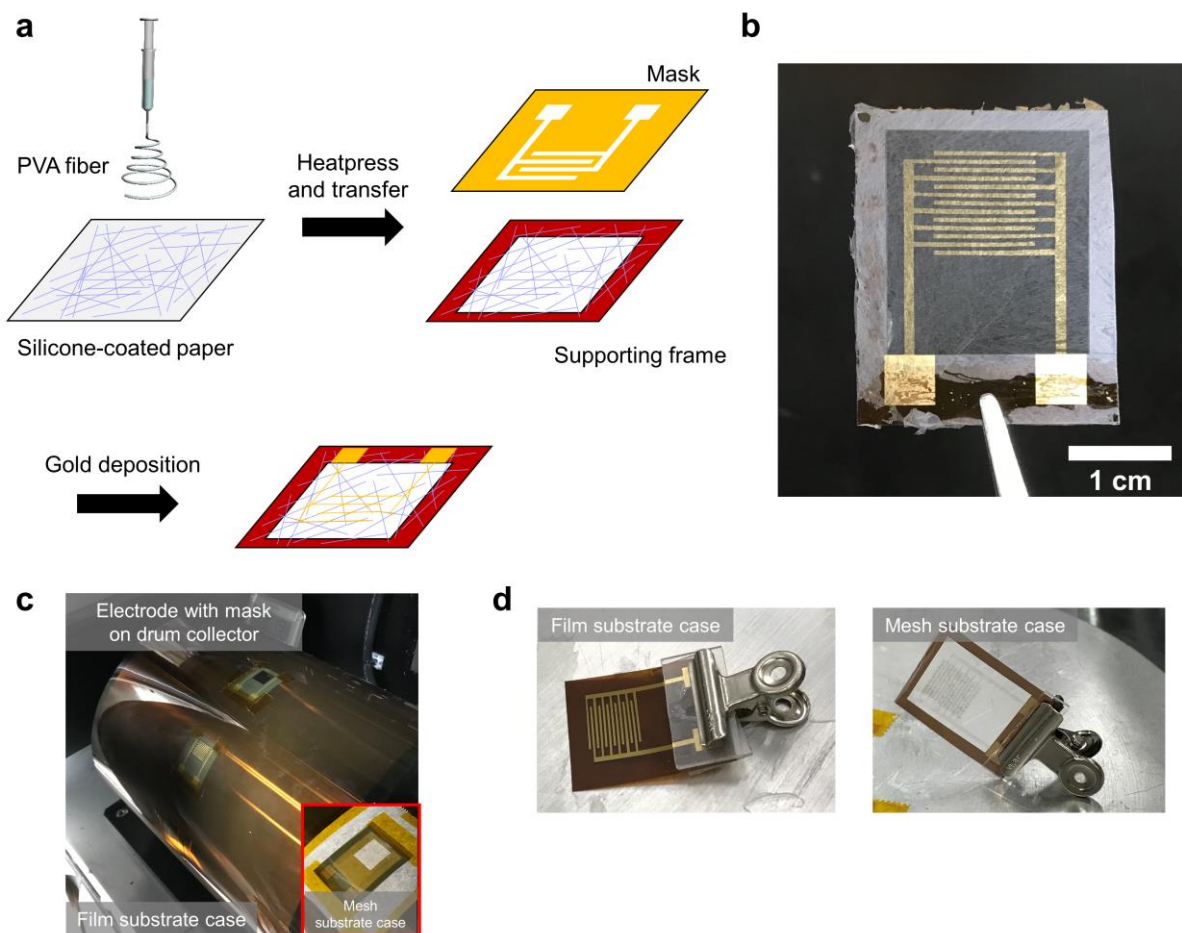 a
PVA fiber
Silicone-coated paper
Heatpress
and transfer
Mask
Supporting frame
Gold deposition
b
1 cm
c
Electrode with mask
on drum collector
Film substrate case
Mesh
substrate case
d
Film substrate case
Mesh substrate case